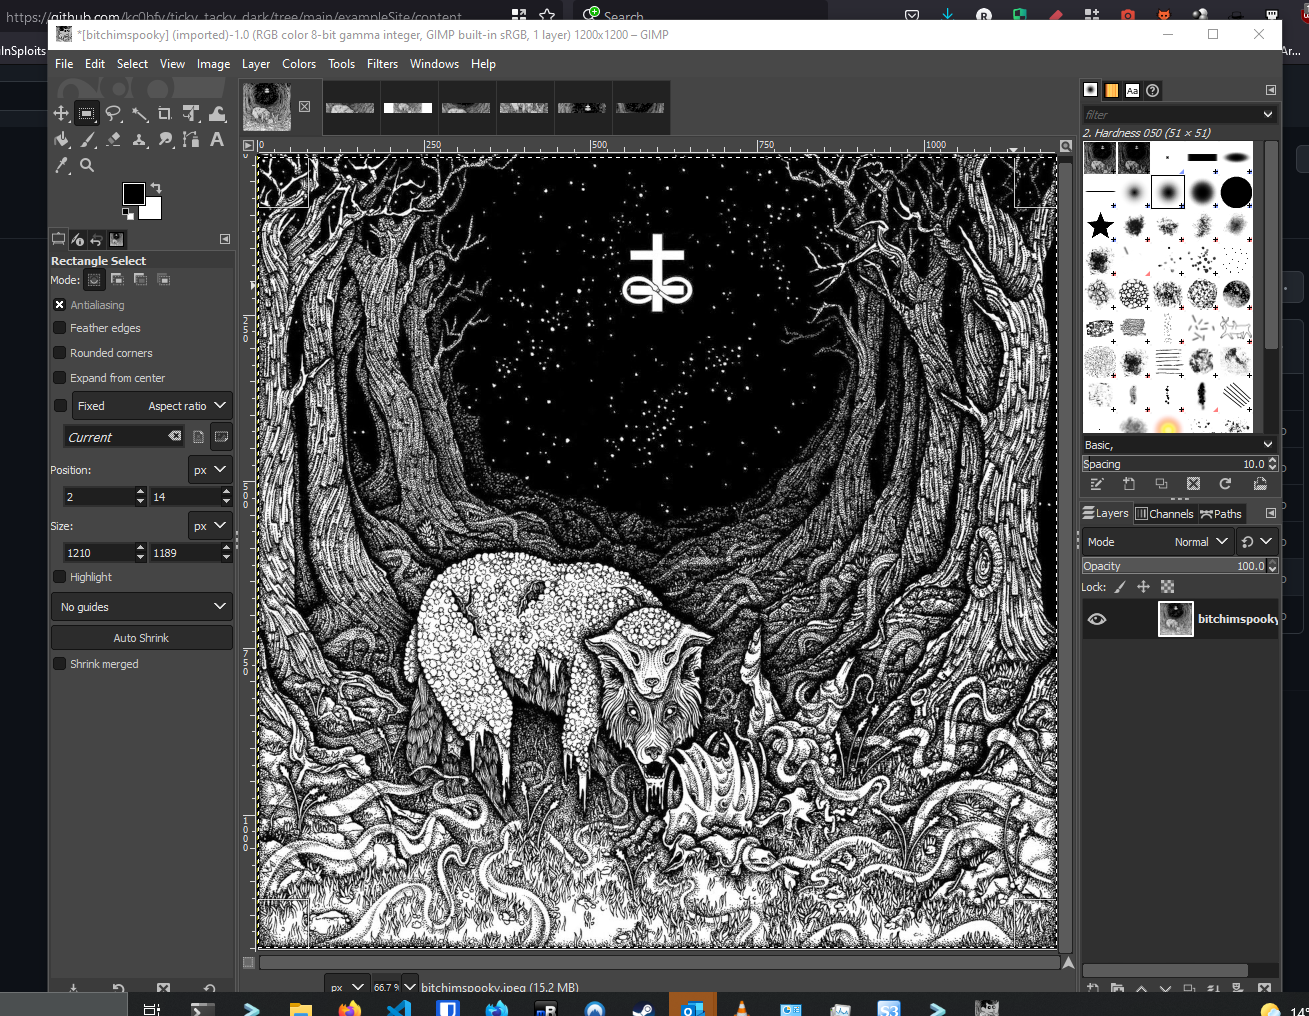 https://github.com/kc0bfv/ticky_tacky_dark/tree/main/exampleSite/content
Search
*[bitchimspooky] (imported)-1.0 (RGB color 8-bit gamma integer, GIMP built-in sRGB, 1 layer) 1200x1200 – GIMP
InSploits
Ar...
File Edit Select View Image Layer Colors Tools Filters Windows Help
filter
2. Hardness 050 (51 × 51)
0 250 500 750 1000
0
250
500
750
1000
Rectangle Select
Mode:
Antialiasing
Feather edges
Rounded corners
Expand from center
Fixed Aspect ratio
Current
Position: px
2 14
Size: px
1210 1189
Highlight
No guides
Auto Shrink
Shrink merged
Basic,
Spacing 10.0
Layers Channels Paths
Mode Normal
Opacity 100.0
Lock:
bitchimspooky
px 66.7 % bitchimspooky.jpeg (15.2 MB)